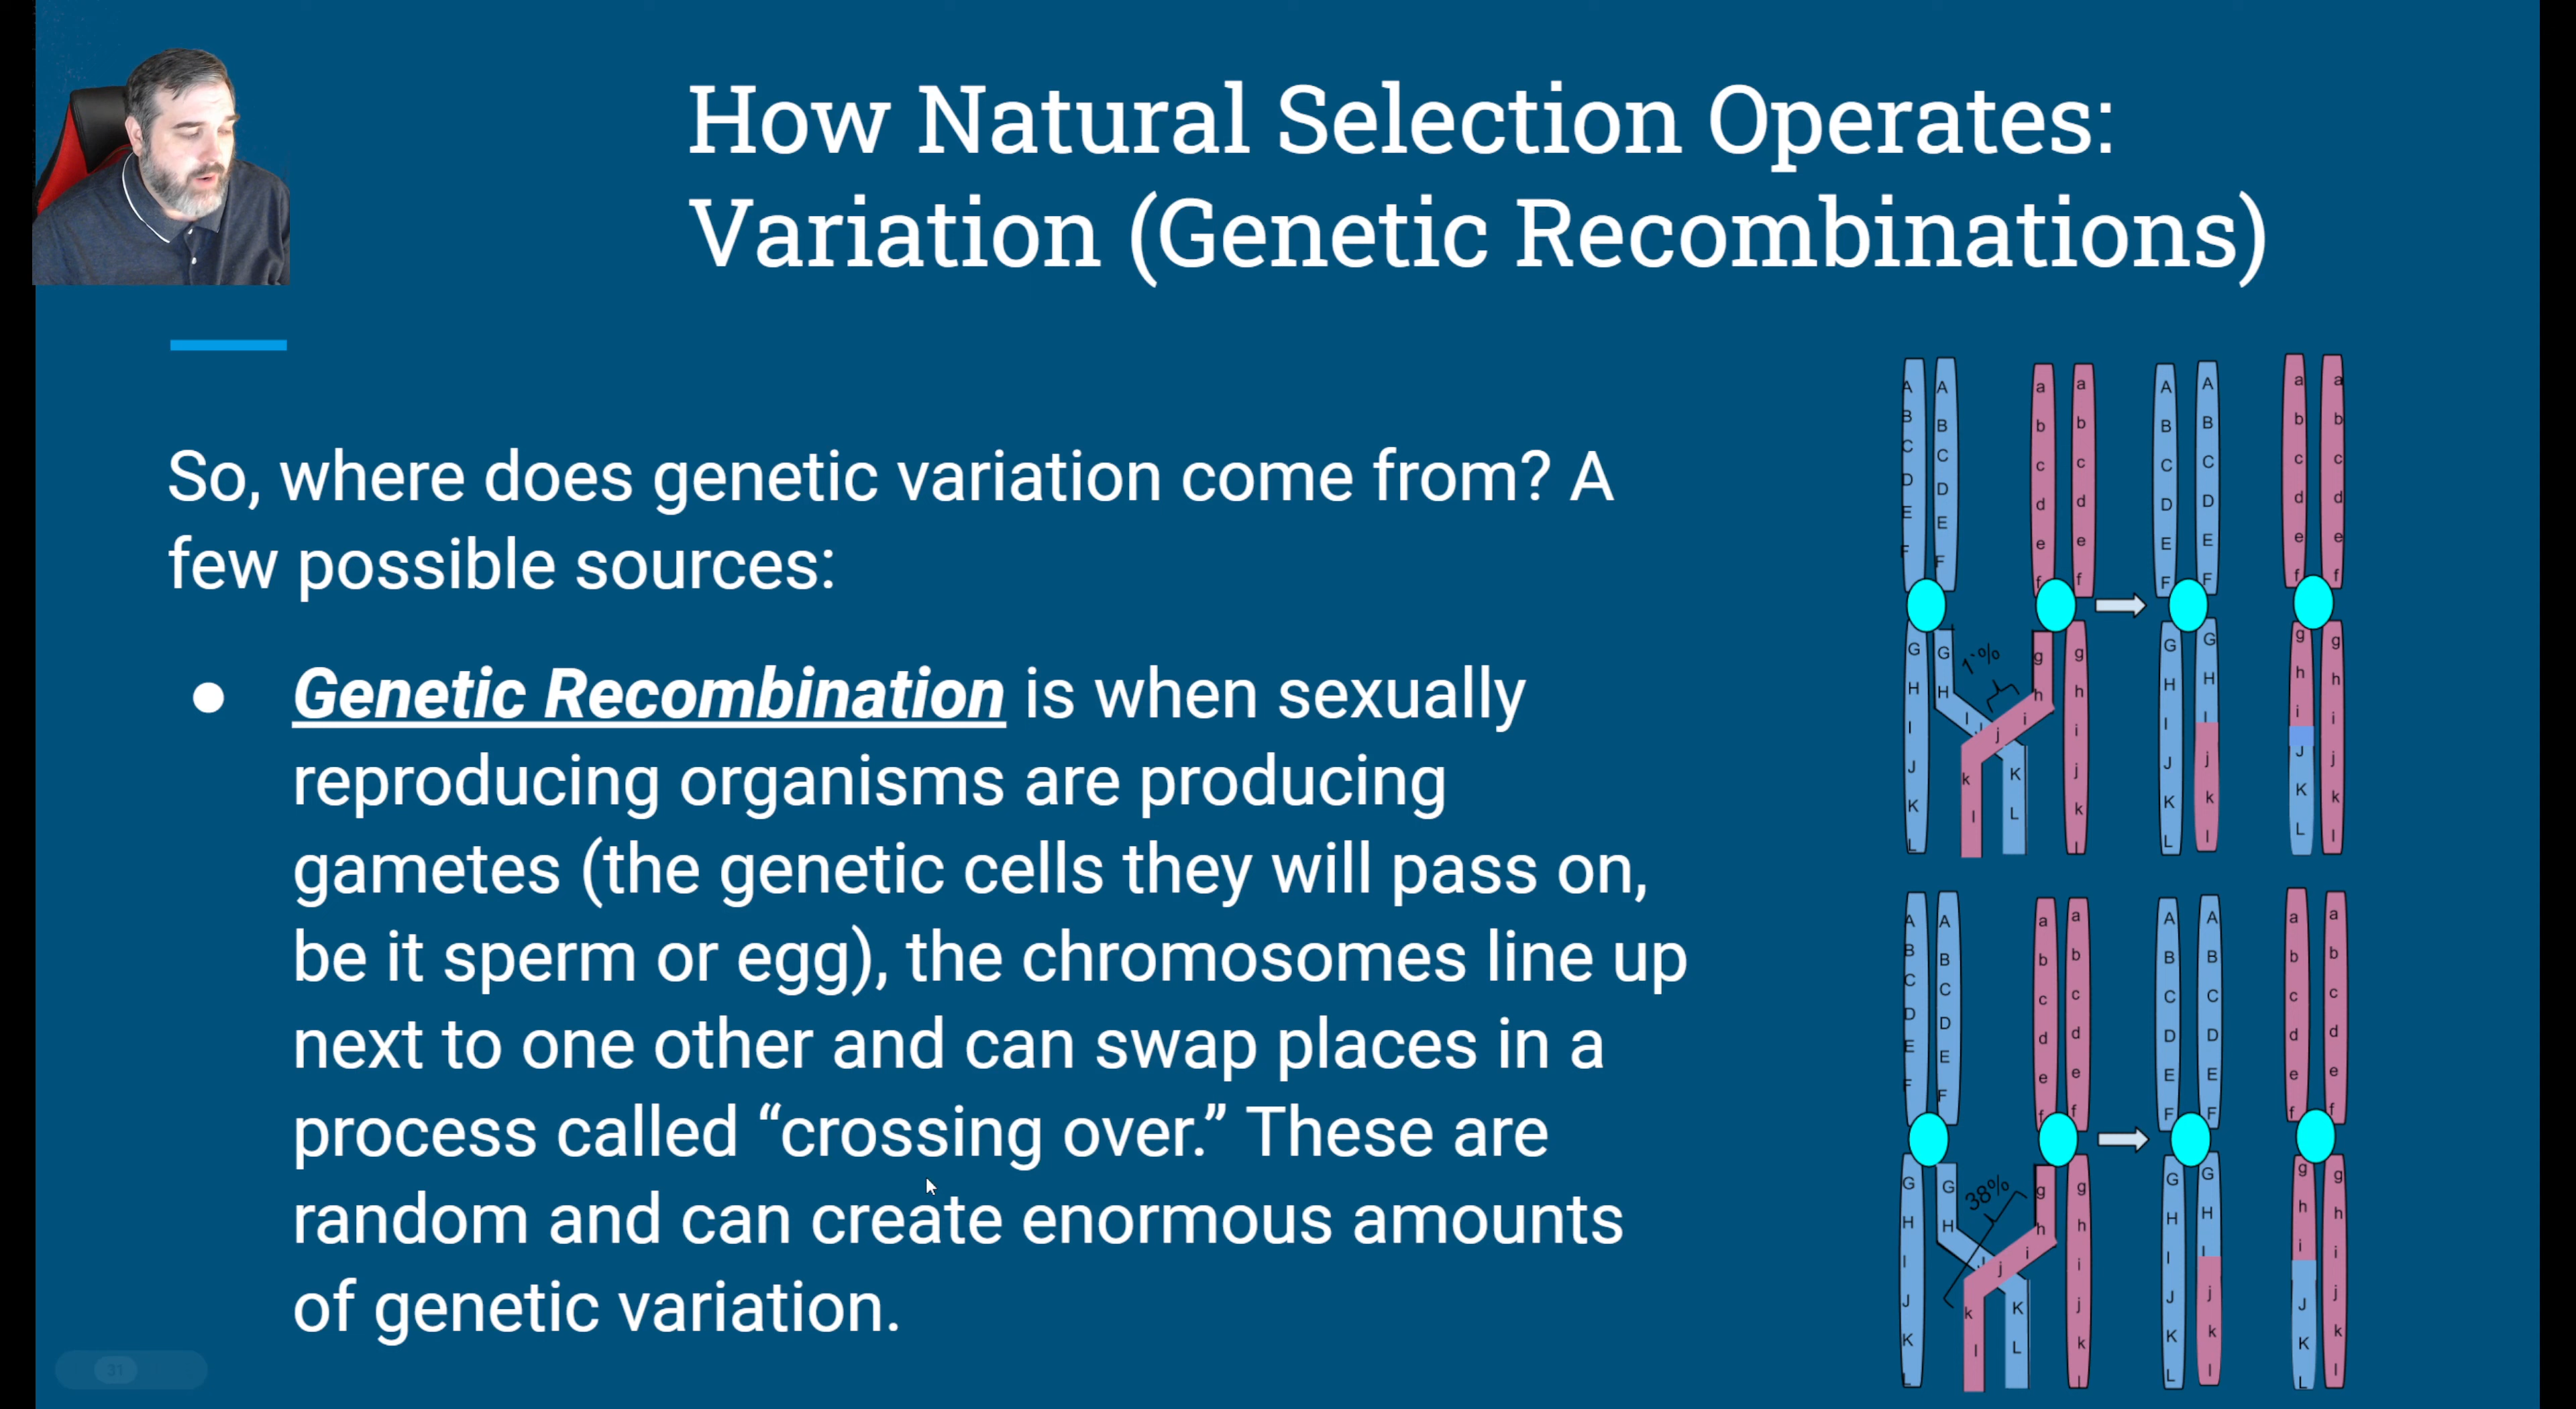 How Natural Selection Operates:
Variation (Genetic Recombinations)
So, where does genetic variation come from? A
few possible sources:
● Genetic Recombination is when sexually
reproducing organisms are producing
gametes (the genetic cells they will pass on,
be it sperm or egg), the chromosomes line up
next to one other and can swap places in a
process called “crossing over.” These are
random and can create enormous amounts
of genetic variation.
A A a a A A a a
B B b b B B b b
C C c c C C c c
D D d d D D d d
E E e e E E e e
F F f f F F f f
G G 1`% g g G G g g
H H h h H H h h
I I i i I I i i
J J j j J j J j
K k K k K k K k
L l L l L l L l
A A a a A A a a
B B b b B B b b
C C c c C C c c
D D d d D D d d
E E e e E E e e
F F f f F F f f
G G 38% g g G G g g
H H h h H H h h
I i i I I i i
J J j j J j J j
K k K k K k K k
L l L l L l L l
31